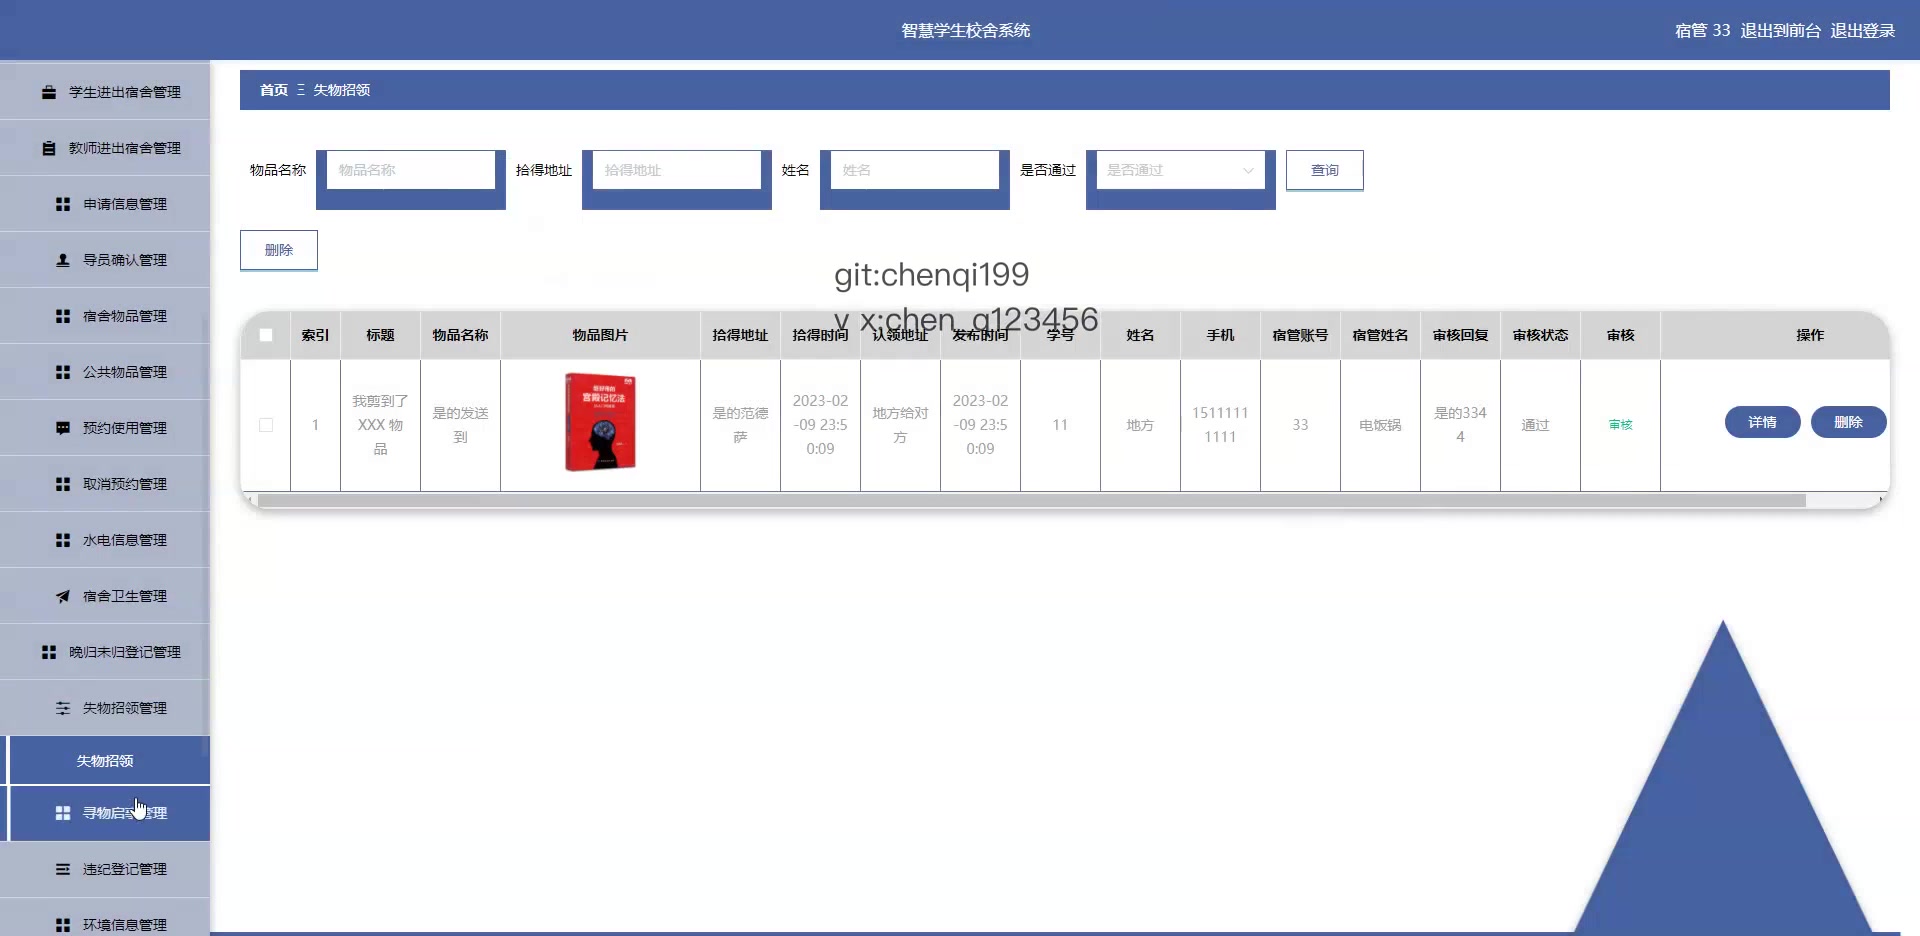 智慧学生校舍系统
宿管 33 退出到前台 退出登录
学生进出宿舍管理
教师进出宿舍管理
申请信息管理
导员确认管理
宿舍物品管理
公共物品管理
预约使用管理
取消预约管理
水电信息管理
宿舍卫生管理
晚归未归登记管理
失物招领管理
失物招领
寻物启事管理
违纪登记管理
环境信息管理
首页 Ξ 失物招领
物品名称 物品名称 拾得地址 拾得地址 姓名 姓名 是否通过 是否通过 查询
删除
git:chenqi199
v x:chen_q123456
索引 标题 物品名称 物品图片 拾得地址 拾得时间 认领地址 发布时间 学号 姓名 手机 宿管账号 宿管姓名 审核回复 审核状态 审核 操作
1 我剪到了XXX 物品 是的发送到 宫殿记忆法 是的范德萨 2023-02-09 23:50:09 地方给对方 2023-02-09 23:50:09 11 地方 15111111111 33 电饭锅 是的3344 通过 审核 详情 删除